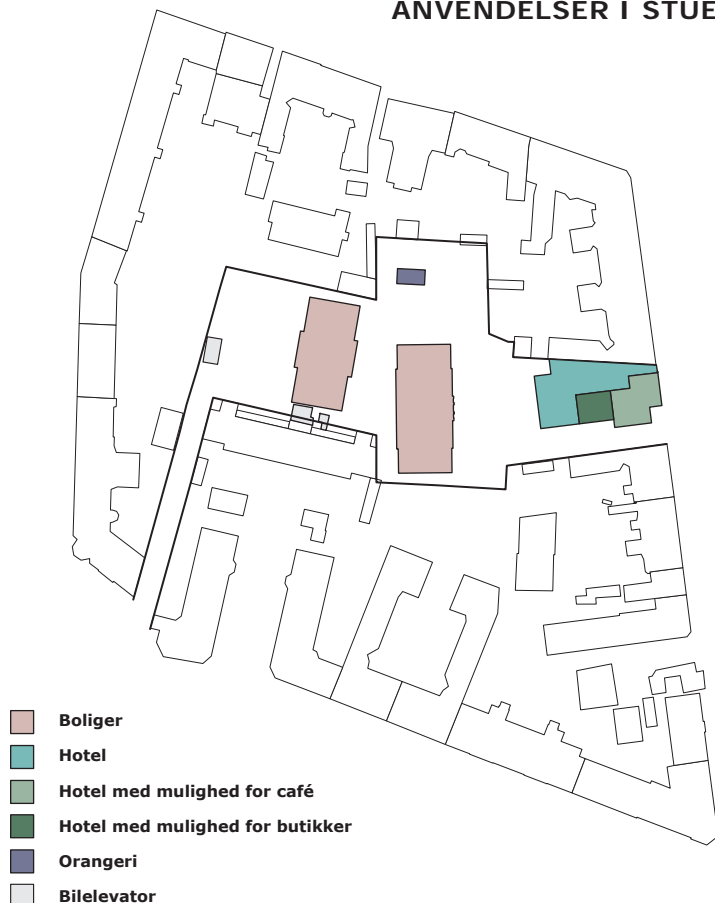 ANVENDELSER I STUE
Boliger
Hotel
Hotel med mulighed for café
Hotel med mulighed for butikker
Orangeri
Bilelevator